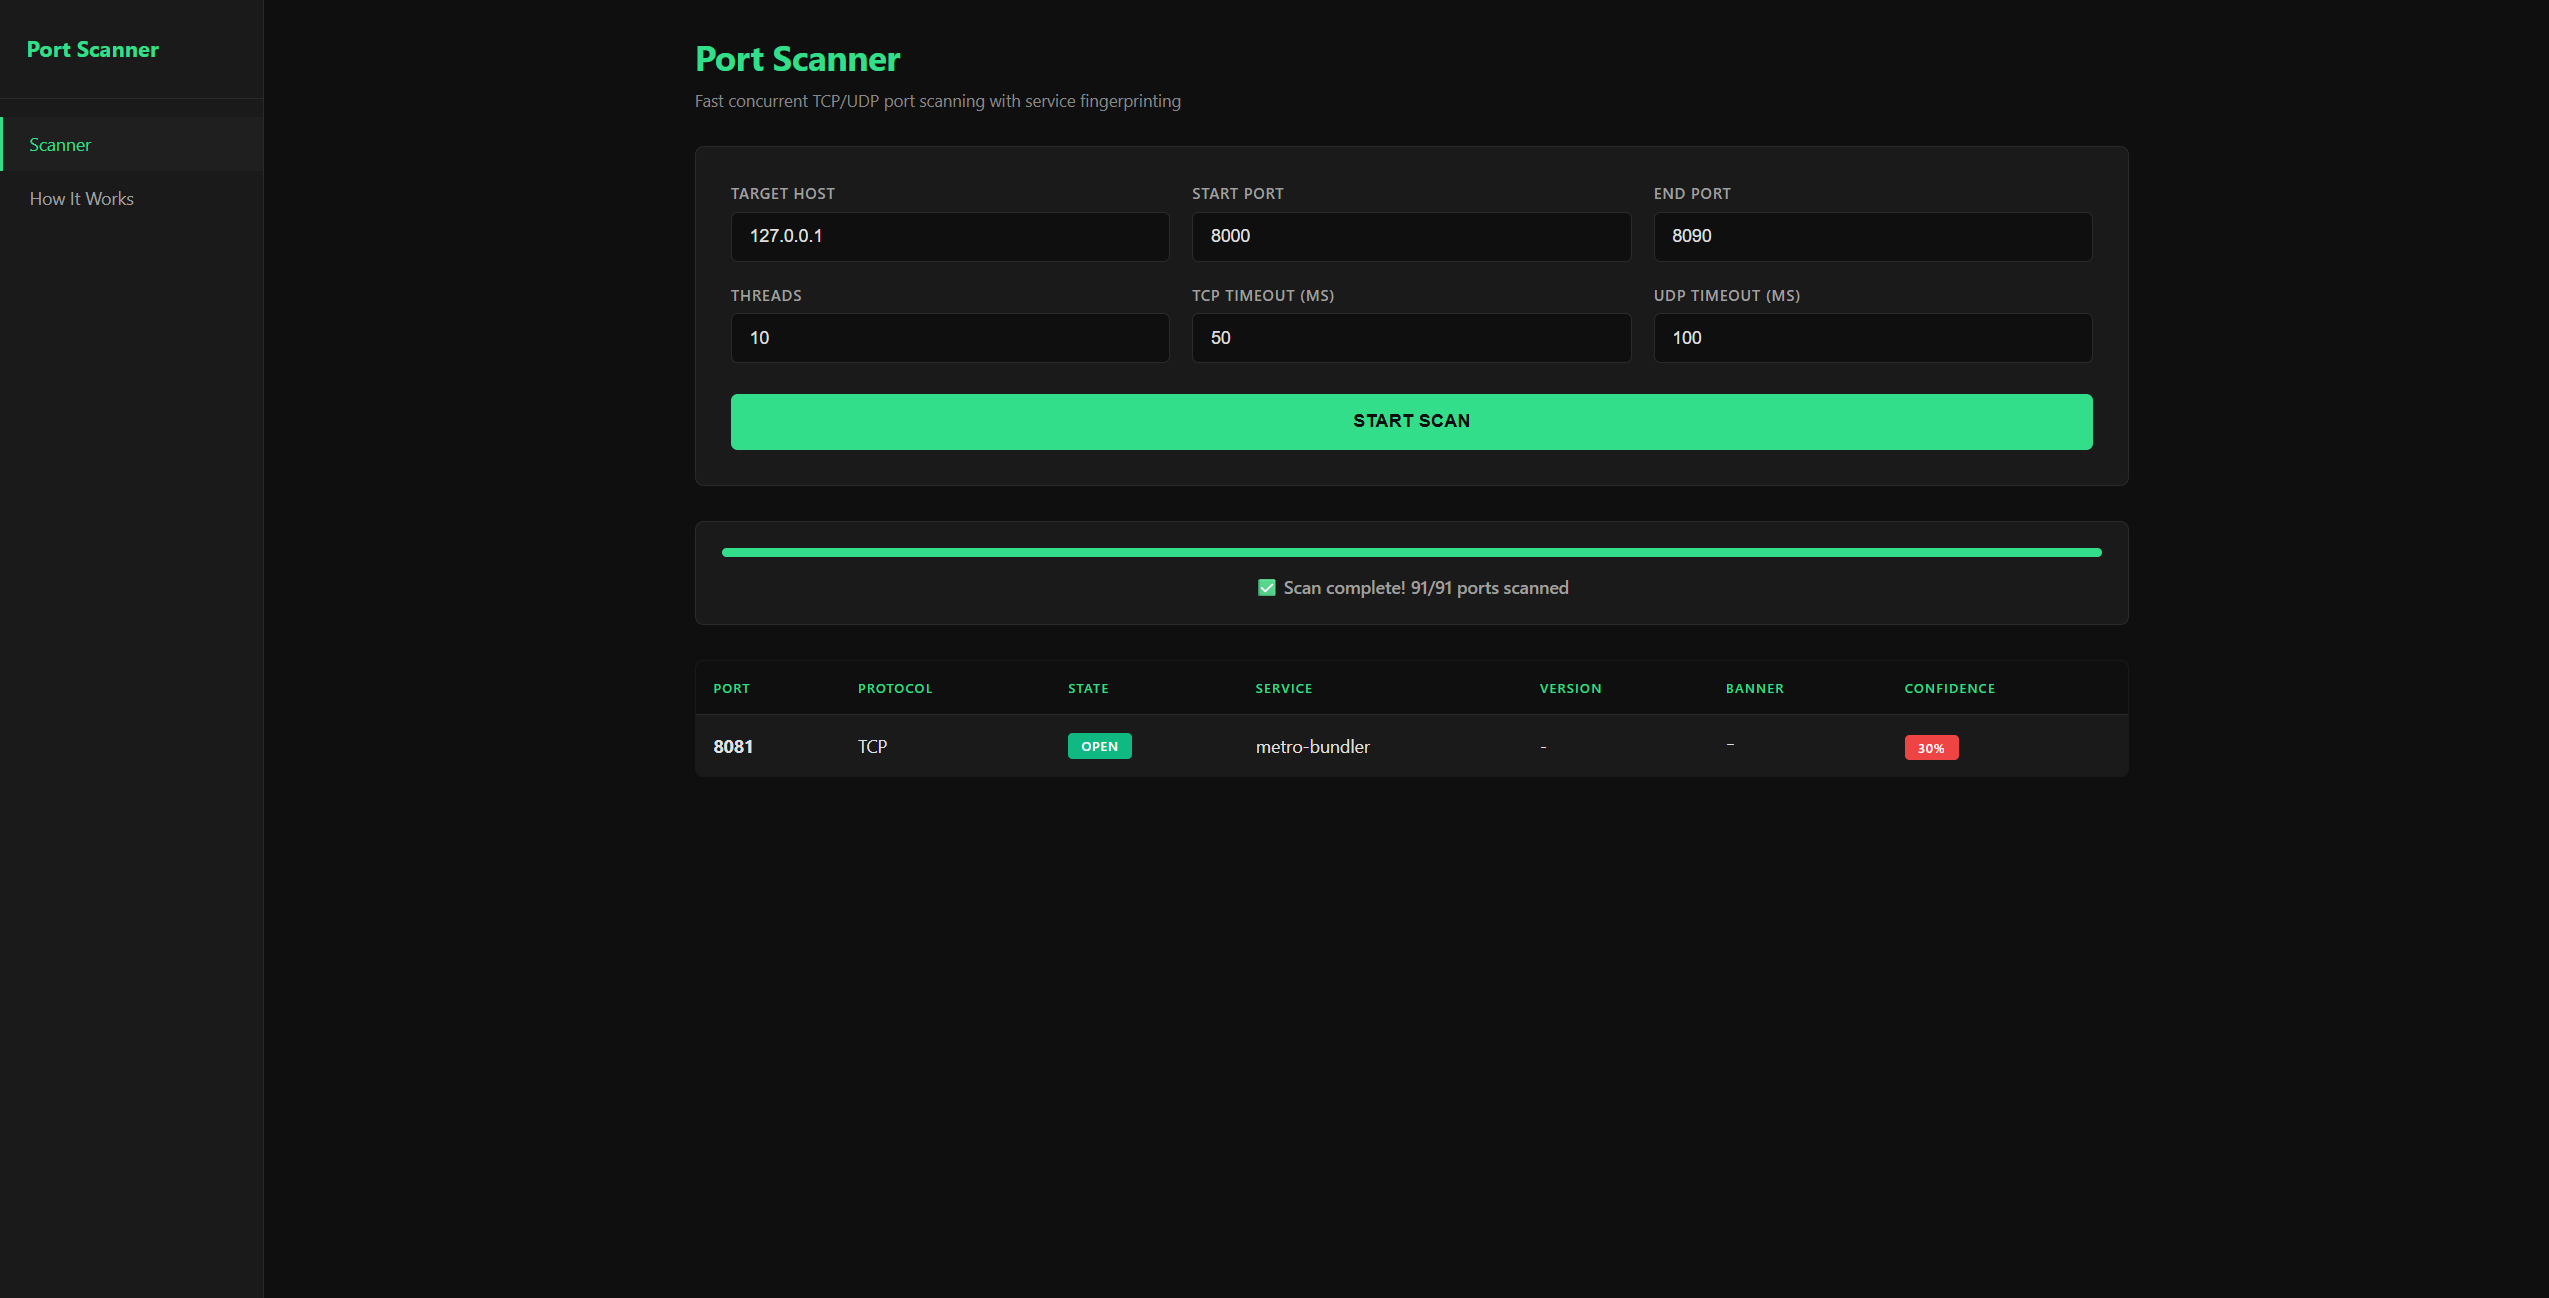 Port Scanner
Scanner
How It Works
Port Scanner
Fast concurrent TCP/UDP port scanning with service fingerprinting
TARGET HOST START PORT END PORT
127.0.0.1 8000 8090
THREADS TCP TIMEOUT (MS) UDP TIMEOUT (MS)
10 50 100
START SCAN
✅ Scan complete! 91/91 ports scanned
PORT PROTOCOL STATE SERVICE VERSION BANNER CONFIDENCE
8081 TCP OPEN metro-bundler - - 30%